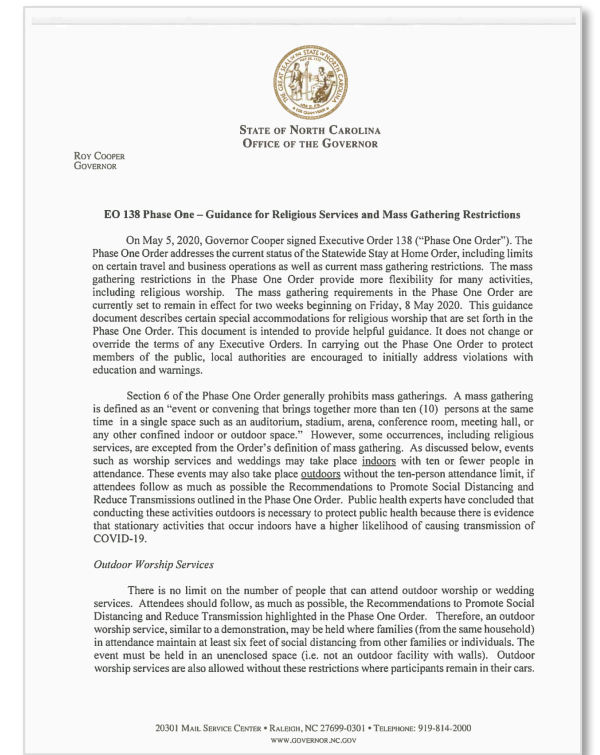 STATE OF NORTH CAROLINA
OFFICE OF THE GOVERNOR
ROY COOPER
GOVERNOR
EO 138 Phase One – Guidance for Religious Services and Mass Gathering Restrictions
On May 5, 2020, Governor Cooper signed Executive Order 138 ("Phase One Order"). The
Phase One Order addresses the current status of the Statewide Stay at Home Order, including limits
on certain travel and business operations as well as current mass gathering restrictions. The mass
gathering restrictions in the Phase One Order provide more flexibility for many activities,
including religious worship. The mass gathering requirements in the Phase One Order are
currently set to remain in effect for two weeks beginning on Friday, 8 May 2020. This guidance
document describes certain special accommodations for religious worship that are set forth in the
Phase One Order. This document is intended to provide helpful guidance. It does not change or
override the terms of any Executive Orders. In carrying out the Phase One Order to protect
members of the public, local authorities are encouraged to initially address violations with
education and warnings.
Section 6 of the Phase One Order generally prohibits mass gatherings. A mass gathering
is defined as an "event or convening that brings together more than ten (10) persons at the same
time in a single space such as an auditorium, stadium, arena, conference room, meeting hall, or
any other confined indoor or outdoor space." However, some occurrences, including religious
services, are excepted from the Order's definition of mass gathering. As discussed below, events
such as worship services and weddings may take place indoors with ten or fewer people in
attendance. These events may also take place outdoors without the ten-person attendance limit, if
attendees follow as much as possible the Recommendations to Promote Social Distancing and
Reduce Transmissions outlined in the Phase One Order. Public health experts have concluded that
conducting these activities outdoors is necessary to protect public health because there is evidence
that stationary activities that occur indoors have a higher likelihood of causing transmission of
COVID-19.
Outdoor Worship Services
There is no limit on the number of people that can attend outdoor worship or wedding
services. Attendees should follow, as much as possible, the Recommendations to Promote Social
Distancing and Reduce Transmission highlighted in the Phase One Order. Therefore, an outdoor
worship service, similar to a demonstration, may be held where families (from the same household)
in attendance maintain at least six feet of social distancing from other families or individuals. The
event must be held in an unenclosed space (i.e. not an outdoor facility with walls). Outdoor
worship services are also allowed without these restrictions where participants remain in their cars.
20301 MAIL SERVICE CENTER • RALEIGH, NC 27699-0301 • TELEPHONE: 919-814-2000
WWW.GOVERNOR.NC.GOV